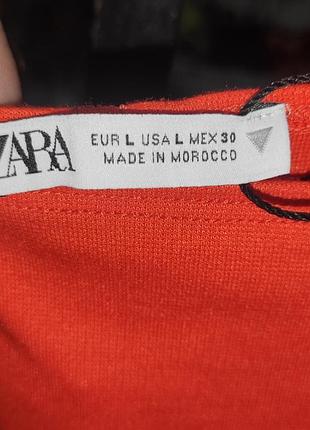 ZARA
EUR L USA L MEX 30
MADE IN MOROCCO